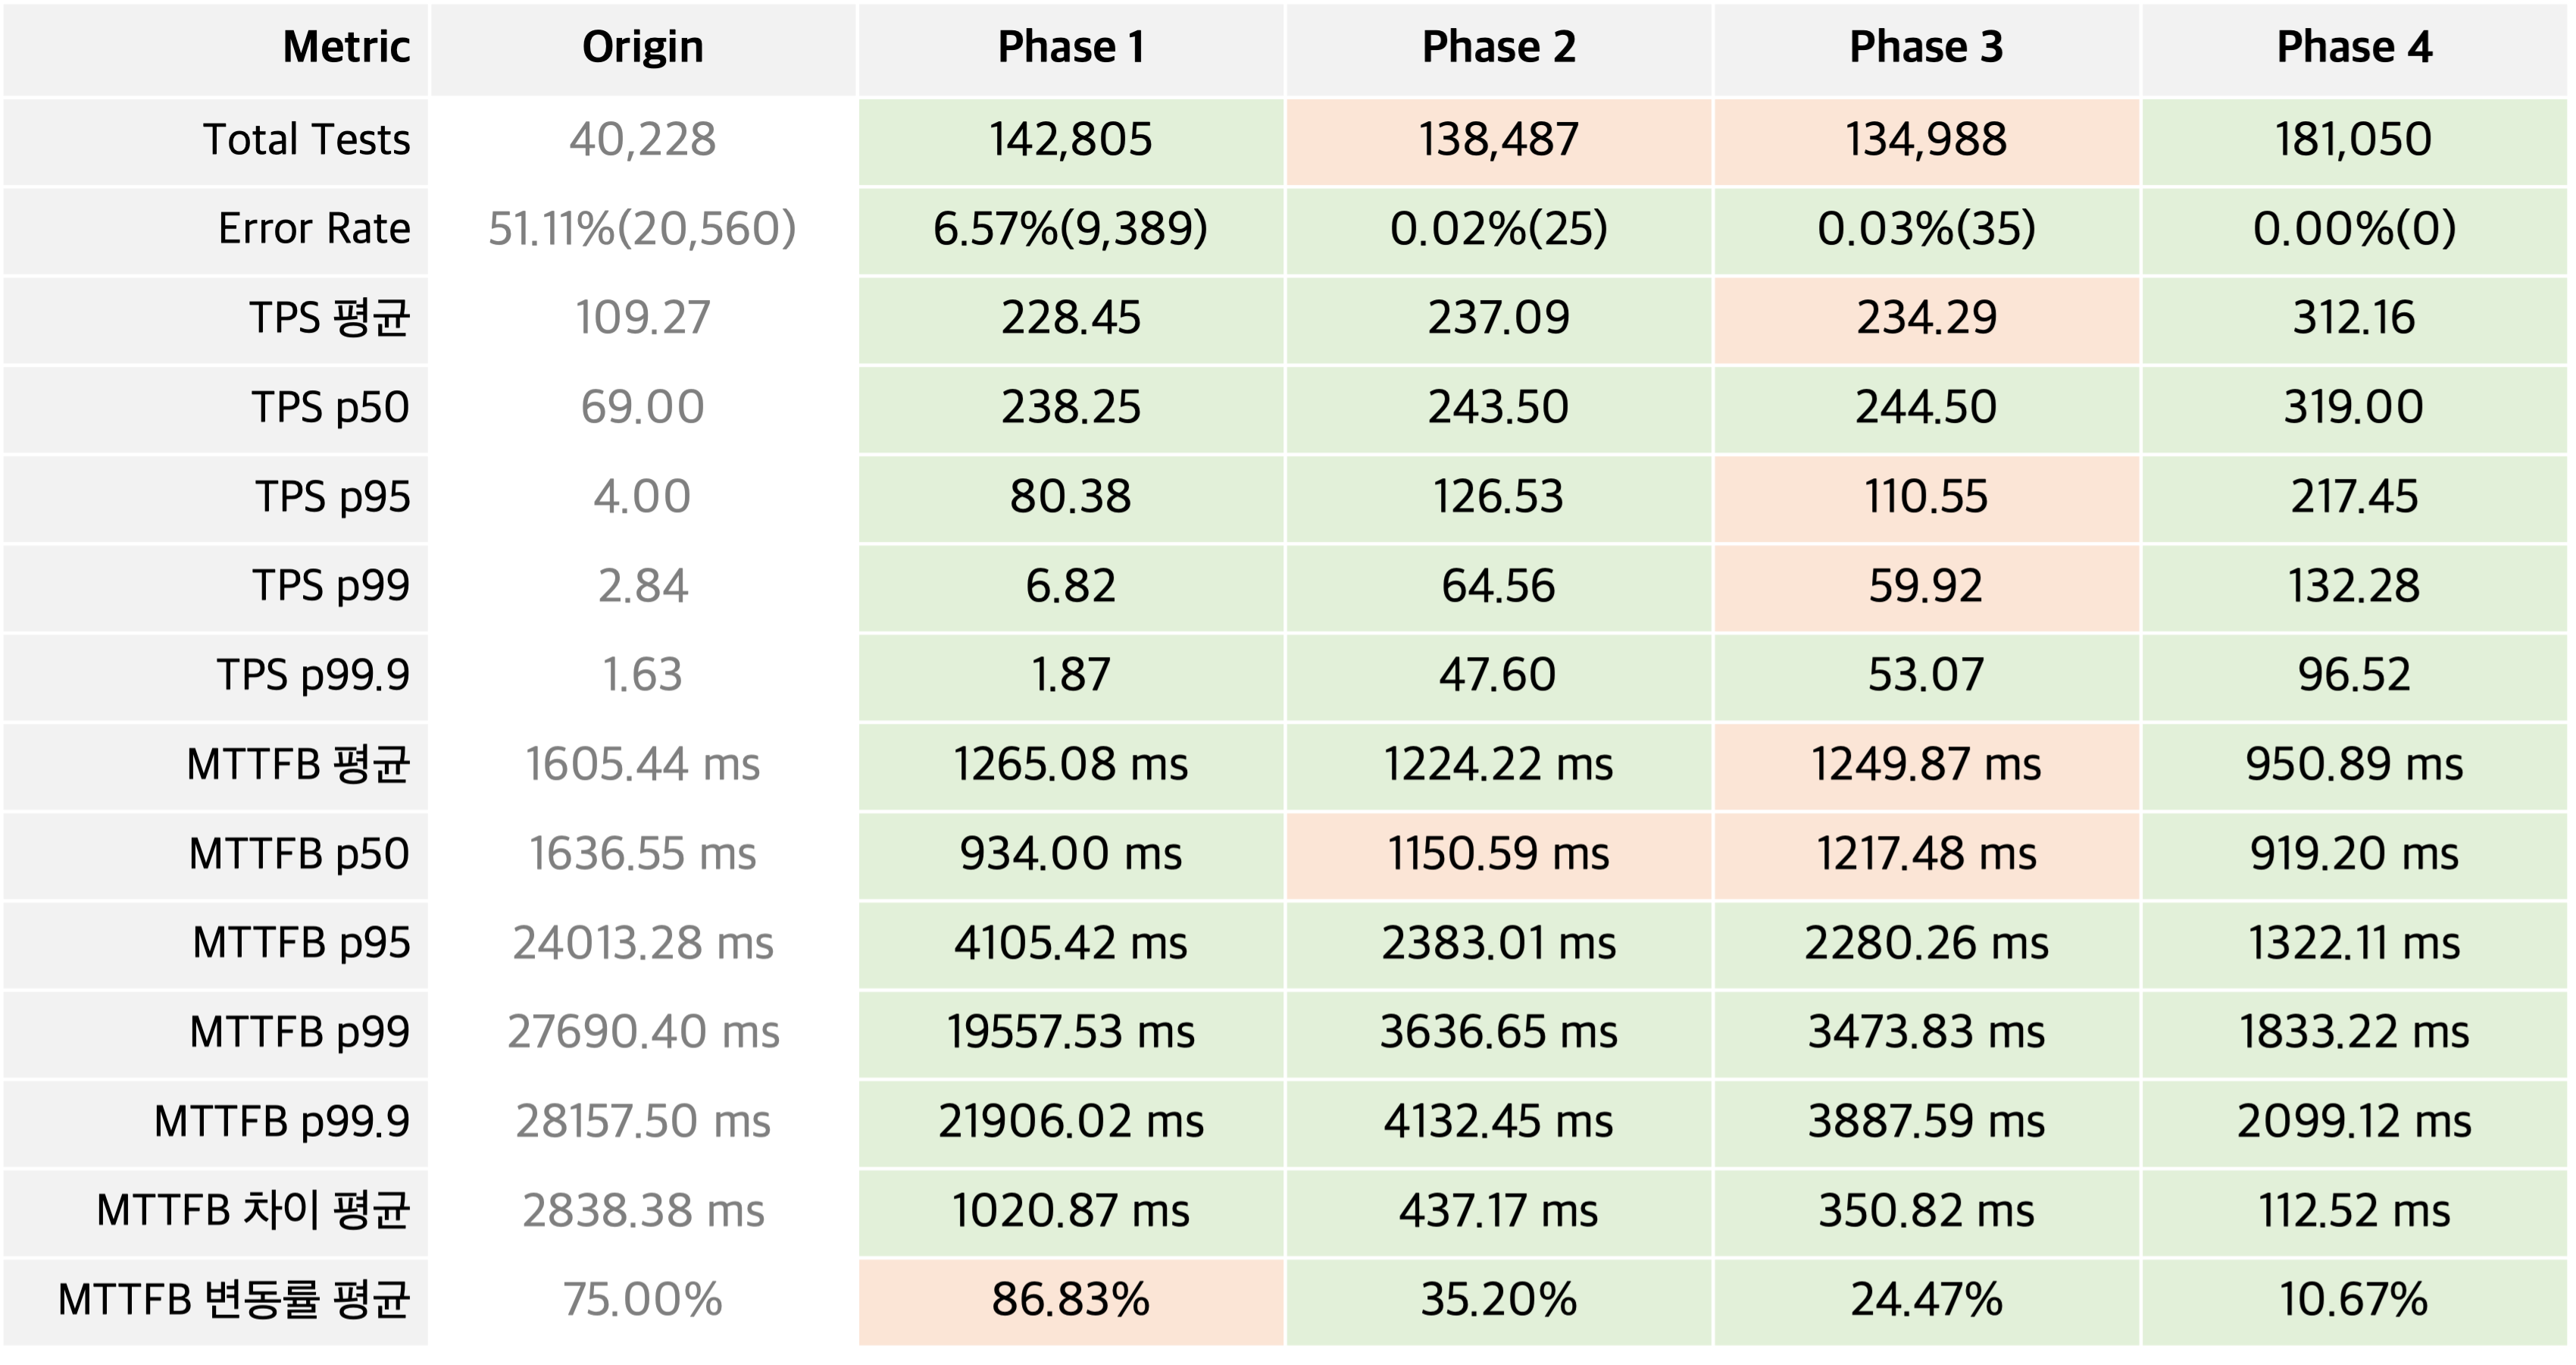 Metric Origin Phase 1 Phase 2 Phase 3 Phase 4
Total Tests 40,228 142,805 138,487 134,988 181,050
Error Rate 51.11%(20,560) 6.57%(9,389) 0.02%(25) 0.03%(35) 0.00%(0)
TPS 평균 109.27 228.45 237.09 234.29 312.16
TPS p50 69.00 238.25 243.50 244.50 319.00
TPS p95 4.00 80.38 126.53 110.55 217.45
TPS p99 2.84 6.82 64.56 59.92 132.28
TPS p99.9 1.63 1.87 47.60 53.07 96.52
MTTFB 평균 1605.44 ms 1265.08 ms 1224.22 ms 1249.87 ms 950.89 ms
MTTFB p50 1636.55 ms 934.00 ms 1150.59 ms 1217.48 ms 919.20 ms
MTTFB p95 24013.28 ms 4105.42 ms 2383.01 ms 2280.26 ms 1322.11 ms
MTTFB p99 27690.40 ms 19557.53 ms 3636.65 ms 3473.83 ms 1833.22 ms
MTTFB p99.9 28157.50 ms 21906.02 ms 4132.45 ms 3887.59 ms 2099.12 ms
MTTFB 차이 평균 2838.38 ms 1020.87 ms 437.17 ms 350.82 ms 112.52 ms
MTTFB 변동률 평균 75.00% 86.83% 35.20% 24.47% 10.67%